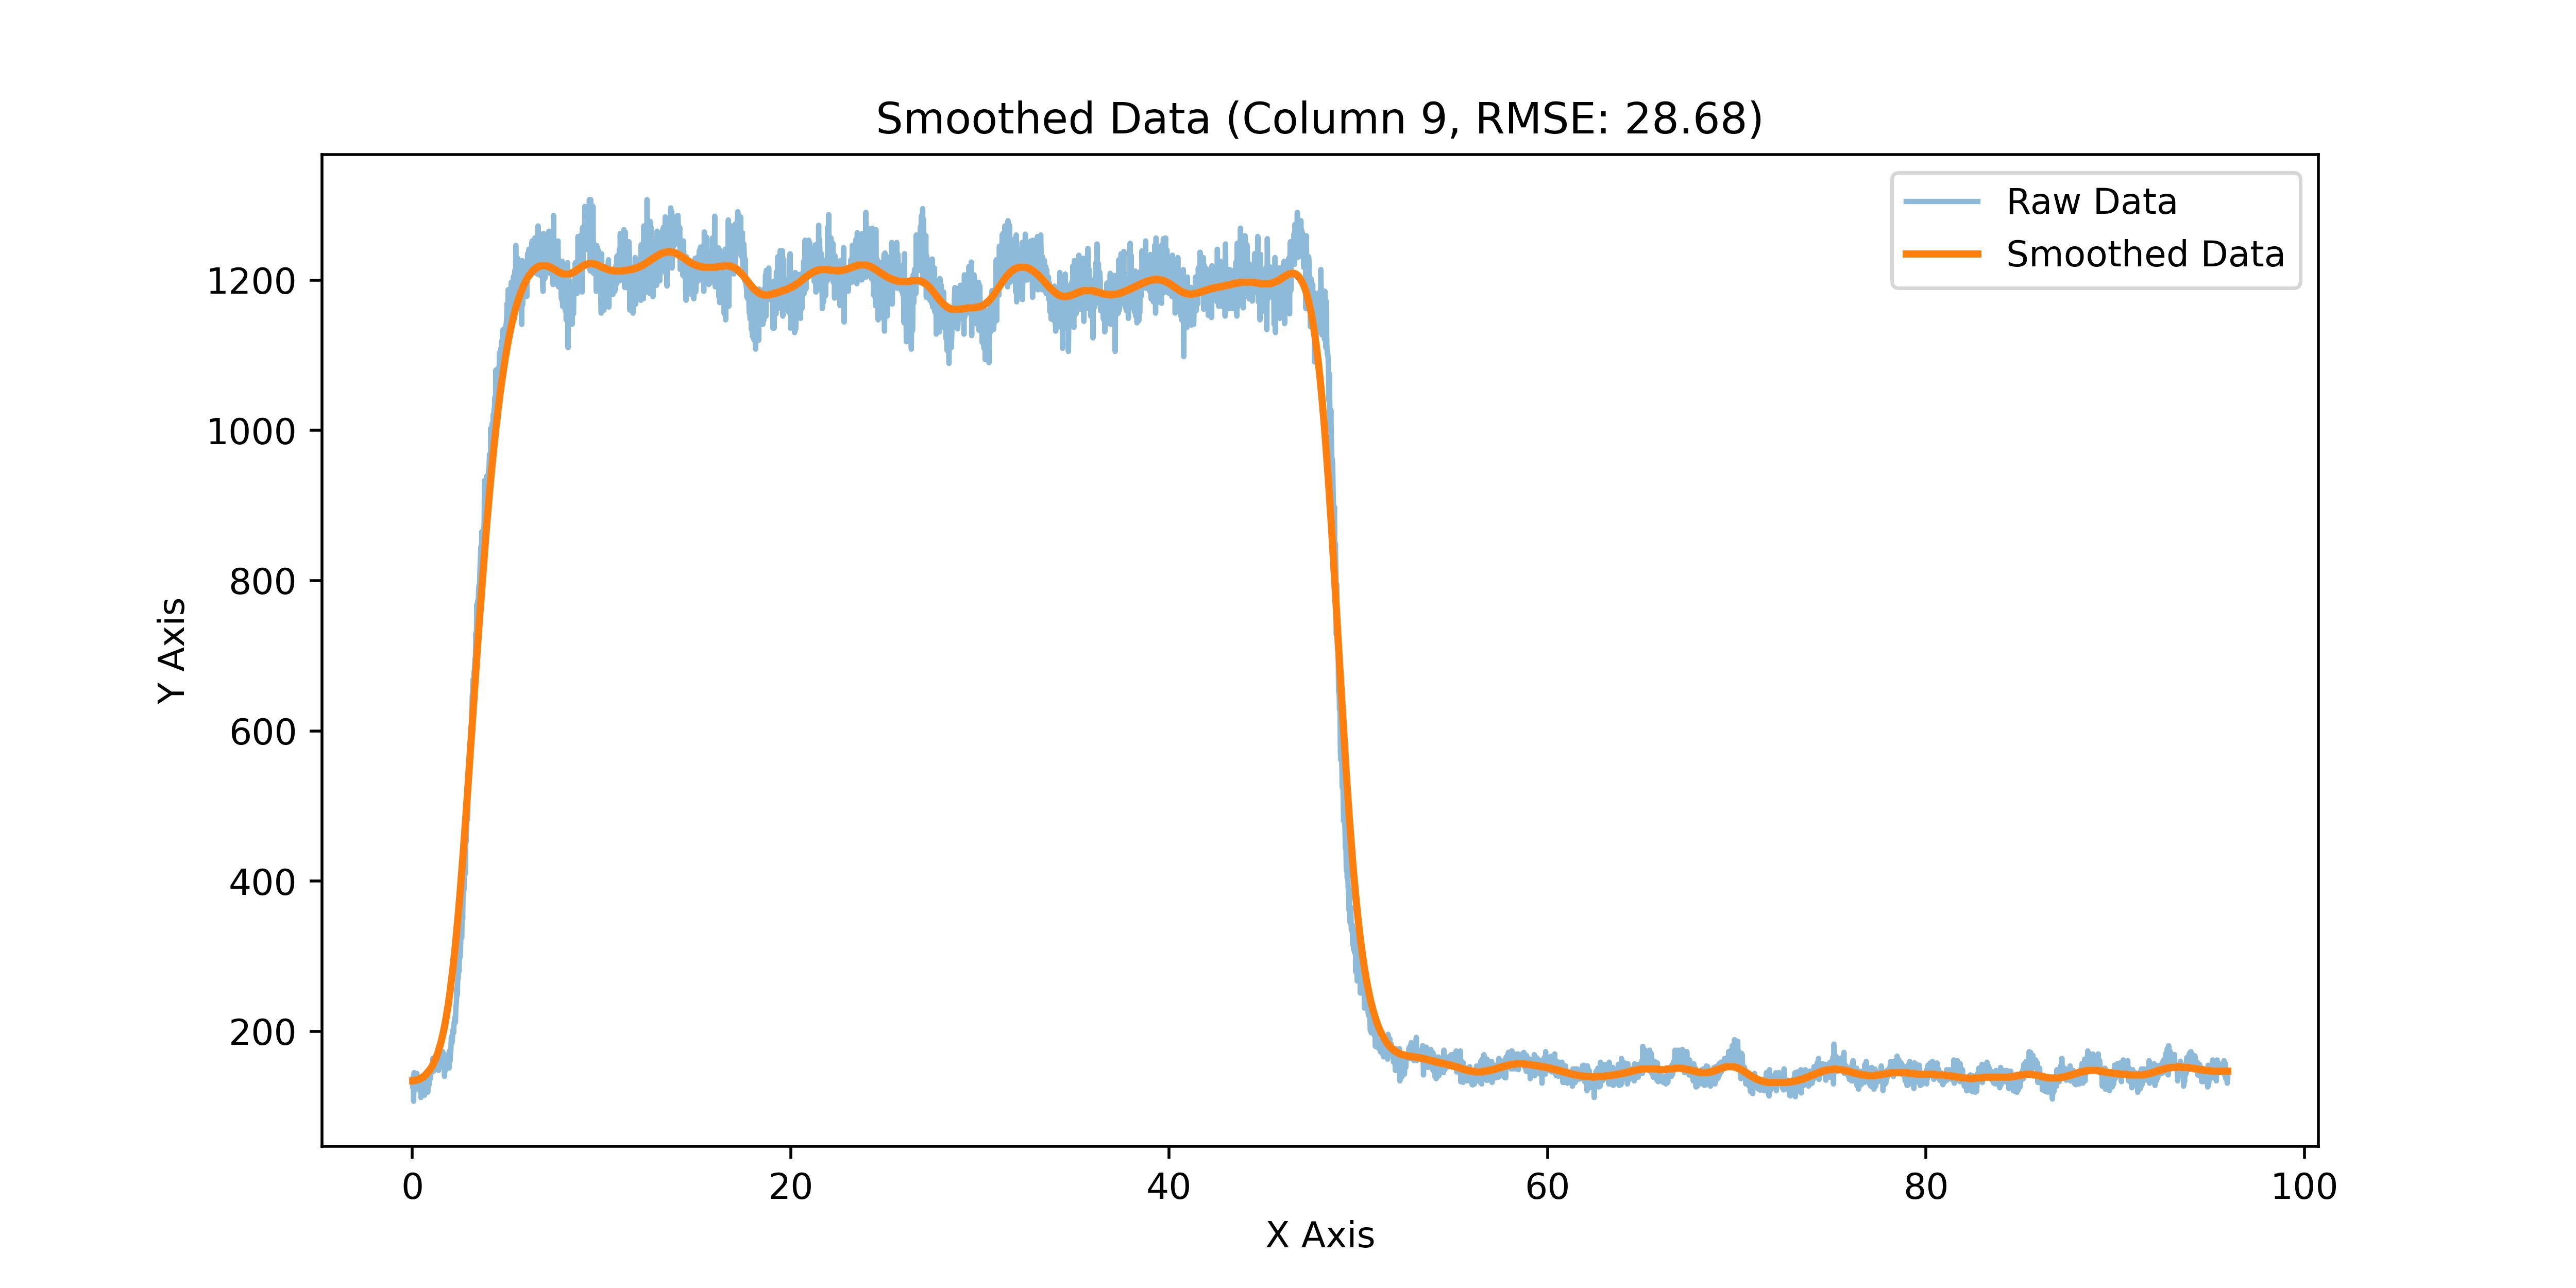 Smoothed Data (Column 9, RMSE: 28.68)
Raw Data
Smoothed Data
Y Axis
1200
1000
800
600
400
200
0 20 40 60 80 100
X Axis